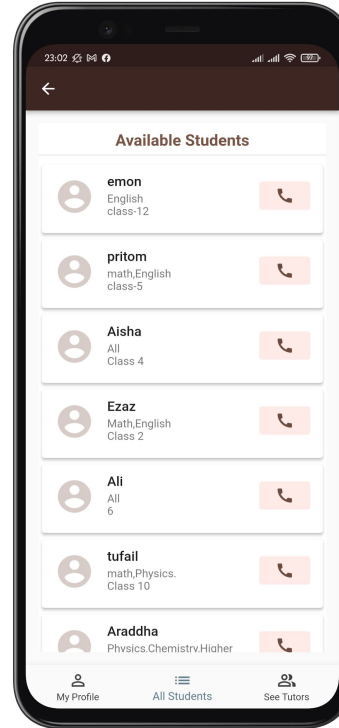 23:02
97
Available Students
emon
English
class-12
pritom
math,English
class-5
Aisha
All
Class 4
Ezaz
Math,English
Class 2
Ali
All
6
tufail
math,Physics.
Class 10
Araddha
Physics,Chemistry,Higher
My Profile
All Students
See Tutors